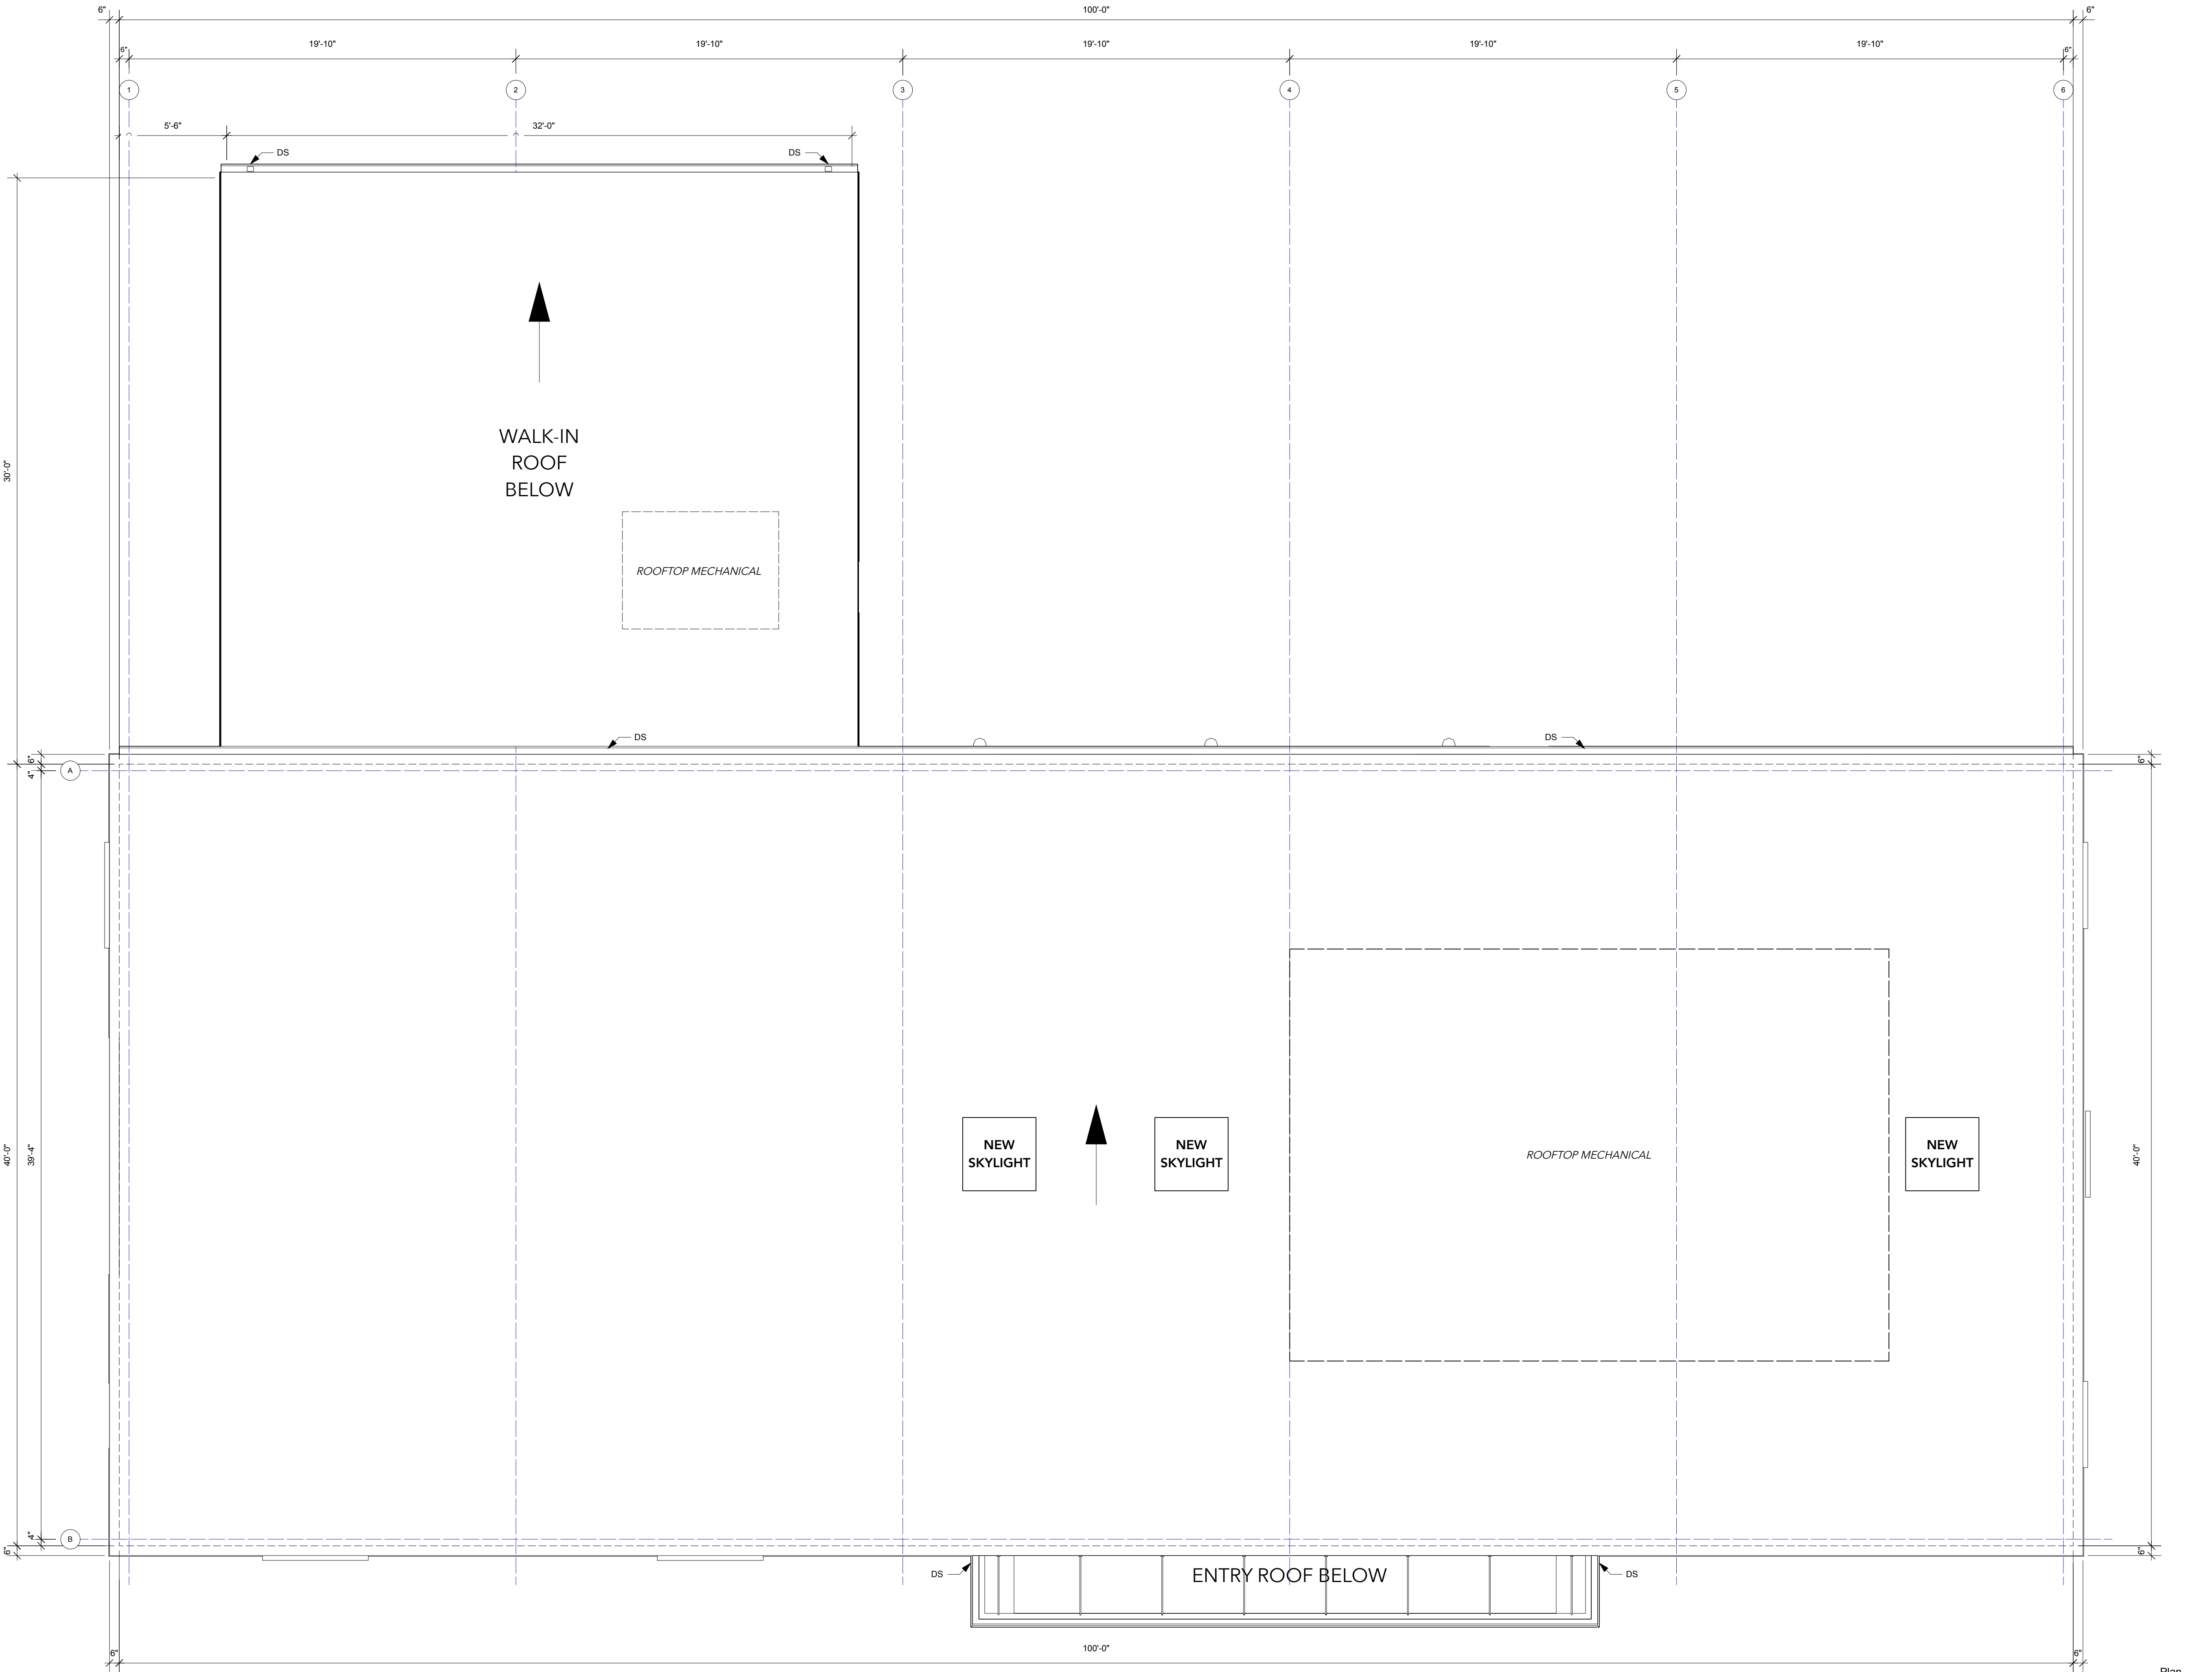 6" 100'-0" 6"
6" 19'-10" 19'-10" 19'-10" 19'-10" 19'-10" 6"
1 2 3 4 5 6
5'-6" 32'-0"
DS DS
WALK-IN
ROOF
BELOW
30'-0"
ROOFTOP MECHANICAL
DS DS
6" 6"
4" A
NEW
SKYLIGHT
NEW
SKYLIGHT
ROOFTOP MECHANICAL
NEW
SKYLIGHT
40'-0" 39'-4" 40'-0"
4" B
6" 6"
DS ENTRY ROOF BELOW DS
6" 100'-0" 6"
Plan